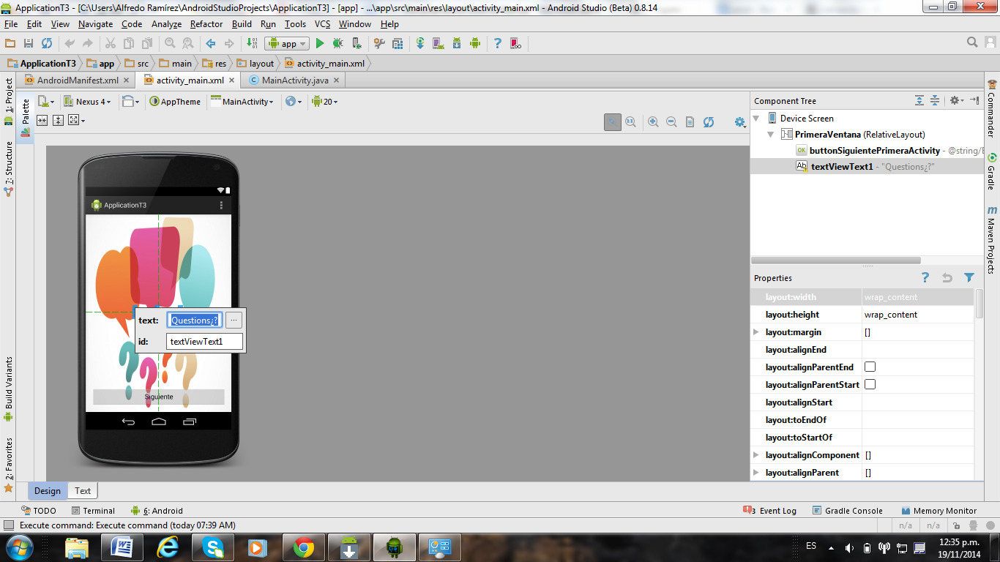 ApplicationT3 - [C:\Users\Alfredo Ramírez\AndroidStudioProjects\ApplicationT3] - [app] - ...\app\src\main\res\layout\activity_main.xml - Android Studio (Beta) 0.8.14
File Edit View Navigate Code Analyze Refactor Build Run Tools VCS Window Help
app
ApplicationT3 app src main res layout activity_main.xml
AndroidManifest.xml activity_main.xml MainActivity.java
1: Project
7: Structure
Build Variants
2: Favorites
Palette
Nexus 4 AppTheme MainActivity 20
1:1
ApplicationT3
text: Questions¿? ...
id: textViewText1
Siguiente
Component Tree
Device Screen
PrimeraVentana (RelativeLayout)
OK buttonSiguientePrimeraActivity - @string/
Ab textViewText1 - "Questions¿?"
Properties
layout:width wrap_content
layout:height wrap_content
layout:margin []
layout:alignEnd
layout:alignParentEnd
layout:alignParentStart
layout:alignStart
layout:toEndOf
layout:toStartOf
layout:alignComponent []
layout:alignParent []
Commander
Gradle
Maven Projects
Design Text
TODO Terminal 6: Android 3 Event Log Gradle Console Memory Monitor
Execute command: Execute command (today 07:39 AM) n/a n/a
ES 12:35 p.m.
19/11/2014